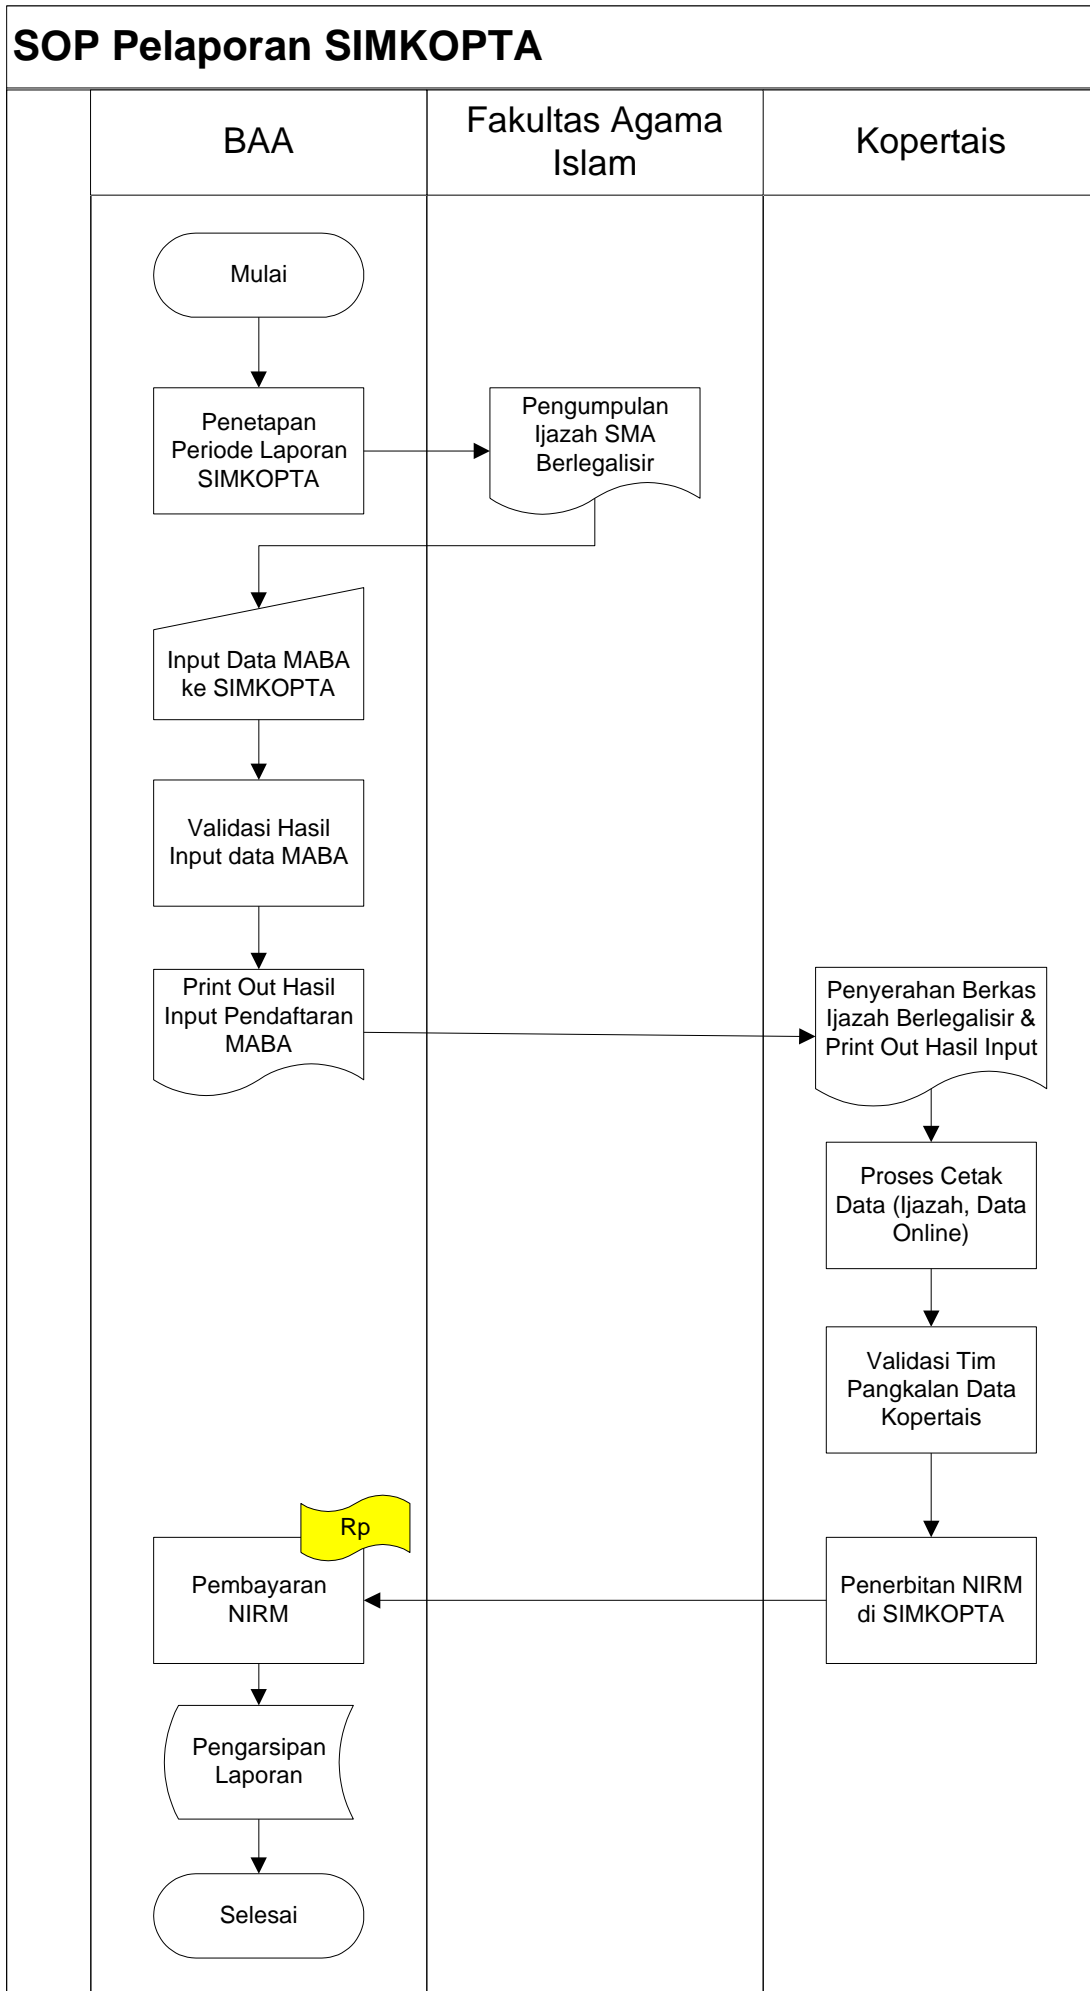 SOP Pelaporan SIMKOPTA
BAA
Fakultas Agama
Islam
Kopertais
Mulai
Penetapan
Periode Laporan
SIMKOPTA
Pengumpulan
Ijazah SMA
Berlegalisir
Input Data MABA
ke SIMKOPTA
Validasi Hasil
Input data MABA
Print Out Hasil
Input Pendaftaran
MABA
Penyerahan Berkas
Ijazah Berlegalisir &
Print Out Hasil Input
Proses Cetak
Data (Ijazah, Data
Online)
Validasi Tim
Pangkalan Data
Kopertais
Penerbitan NIRM
di SIMKOPTA
Rp
Pembayaran
NIRM
Pengarsipan
Laporan
Selesai